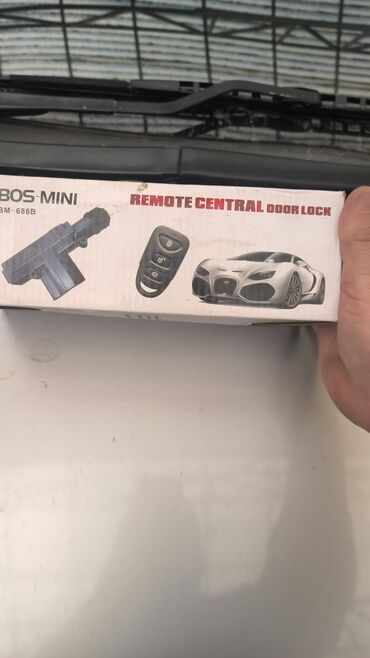 BOS-MINI
BM-686B
REMOTE CENTRAL DOOR LOCK